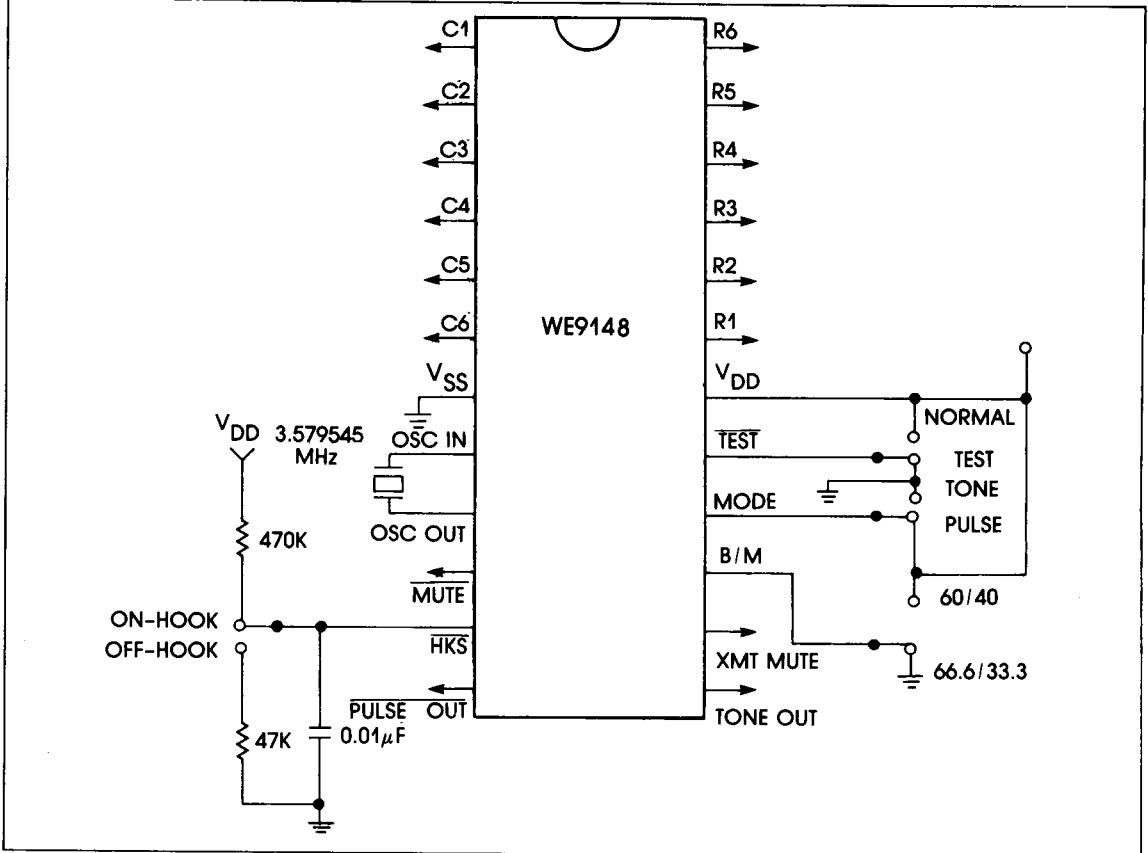 C1
C2
C3
C4
C5
C6
VSS
VDD
3.579545
MHz
OSC IN
OSC OUT
470K
MUTE
ON-HOOK
OFF-HOOK
HKS
PULSE OUT
47K
0.01μF
WE9148
R6
R5
R4
R3
R2
R1
VDD
NORMAL
TEST
TEST
TONE
MODE
PULSE
B/M
60/40
XMT MUTE
66.6/33.3
TONE OUT